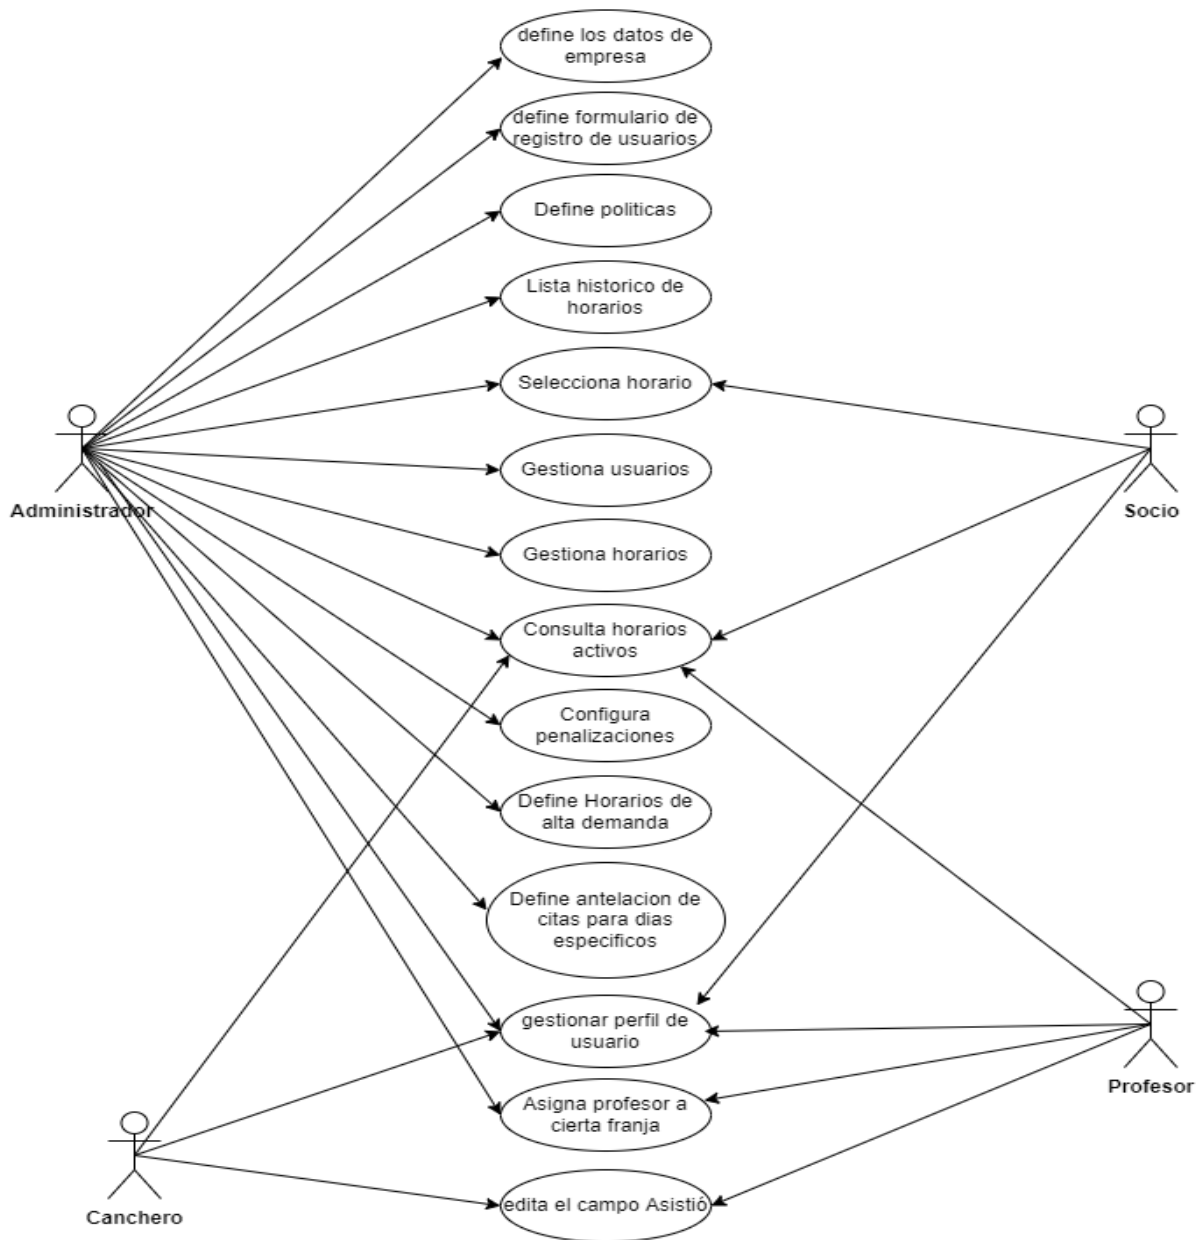 define los datos de
empresa
define formulario de
registro de usuarios
Define politicas
Lista historico de
horarios
Selecciona horario
Gestiona usuarios
Administrador
Socio
Gestiona horarios
Consulta horarios
activos
Configura
penalizaciones
Define Horarios de
alta demanda
Define antelacion de
citas para dias
especificos
gestionar perfil de
usuario
Profesor
Asigna profesor a
cierta franja
edita el campo Asistió
Canchero